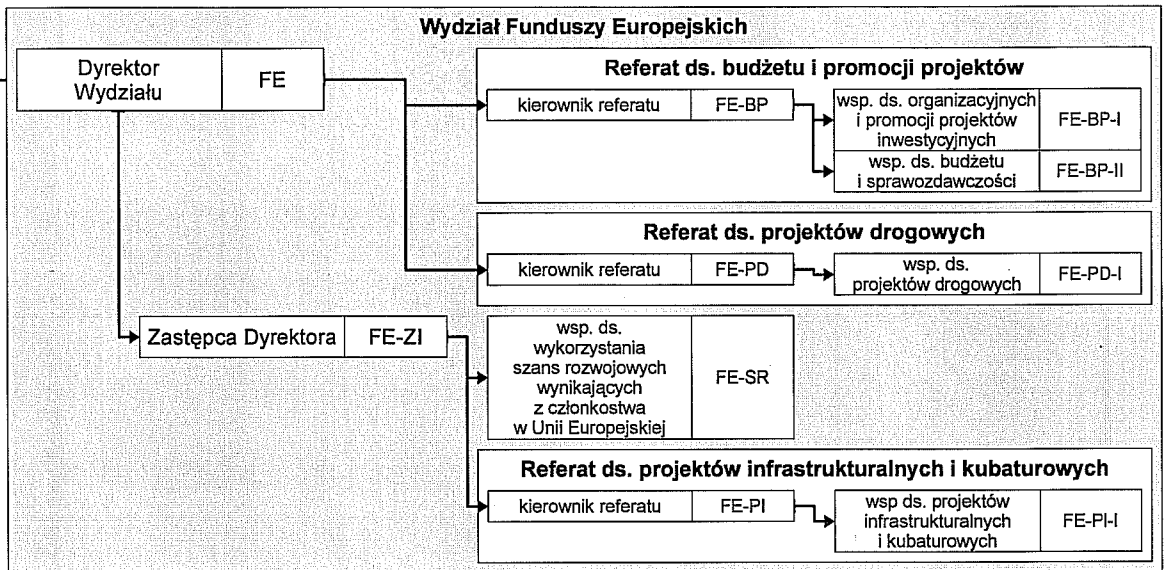 Wydział Funduszy Europejskich
Dyrektor
Wydziału
FE
Referat ds. budżetu i promocji projektów
kierownik referatu
FE-BP
wsp. ds. organizacyjnych
i promocji projektów
inwestycyjnych
FE-BP-I
wsp. ds. budżetu
i sprawozdawczości
FE-BP-II
Referat ds. projektów drogowych
kierownik referatu
FE-PD
wsp. ds.
projektów drogowych
FE-PD-I
Zastępca Dyrektora
FE-ZI
wsp. ds.
wykorzystania
szans rozwojowych
wynikających
z członkostwa
w Unii Europejskiej
FE-SR
Referat ds. projektów infrastrukturalnych i kubaturowych
kierownik referatu
FE-PI
wsp ds. projektów
infrastrukturalnych
i kubaturowych
FE-PI-I